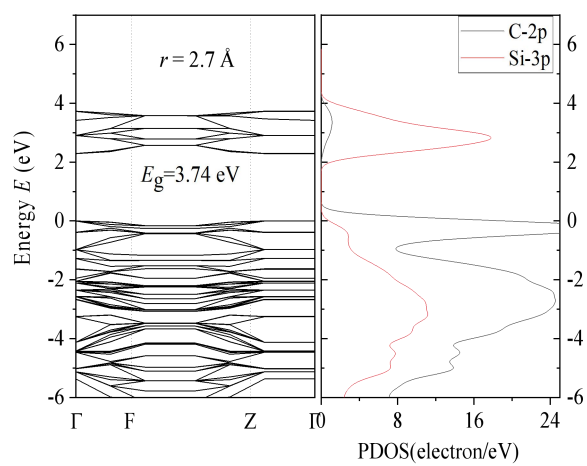 6
4
2
0
-2
-4
-6
Energy E (eV)
r = 2.7 Å
Eg=3.74 eV
Γ F Z Γ
C-2p
Si-3p
6
4
2
0
-2
-4
-6
0 8 16 24
PDOS(electron/eV)